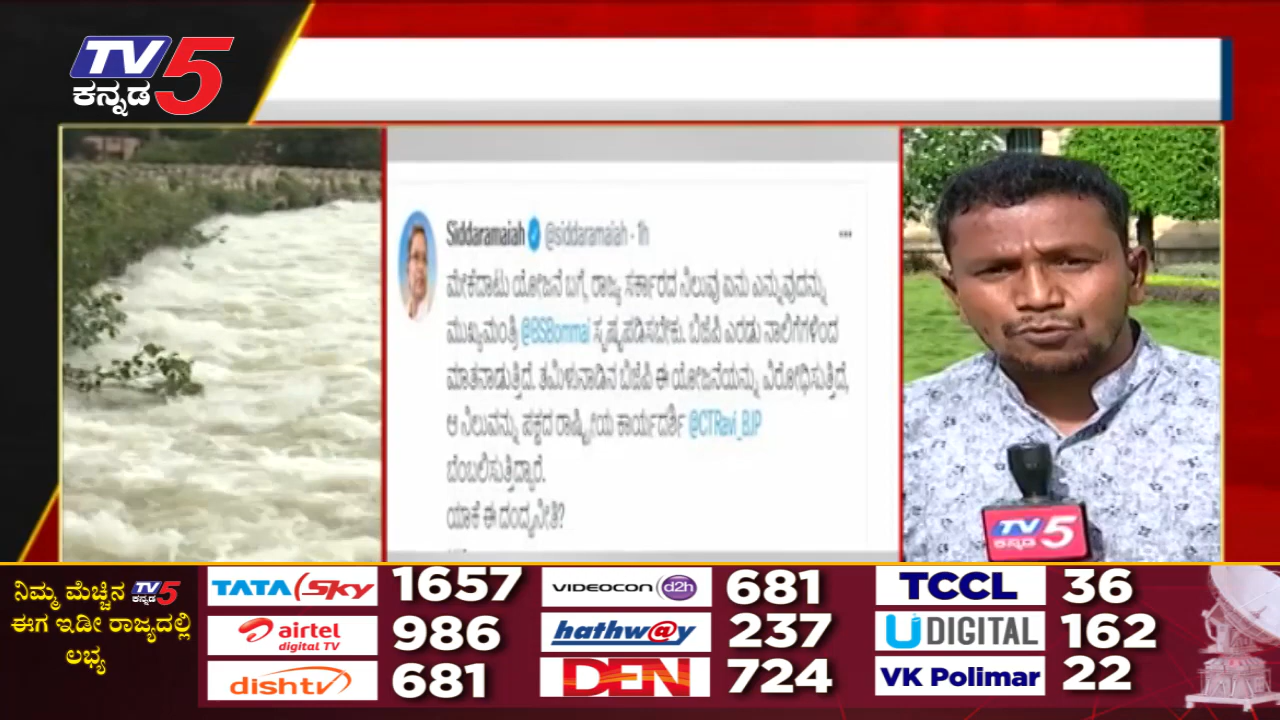 TV5
ಕನ್ನಡ
Siddaramaiah @siddaramaiah · 1h
ಮೇಕೆದಾಟು ಯೋಜನೆ ಬಗ್ಗೆ ರಾಜ್ಯ ಸರ್ಕಾರದ ನಿಲುವು ಏನು ಎನ್ನುವುದನ್ನು
ಮುಖ್ಯಮಂತ್ರಿ @BSBommai ಸ್ಪಷ್ಟಪಡಿಸಬೇಕು. ಬಿಜೆಪಿ ಎರಡು ನಾಲಿಗೆಗಳಿಂದ
ಮಾತನಾಡುತ್ತಿದೆ. ತಮಿಳುನಾಡಿನ ಬಿಜೆಪಿ ಈ ಯೋಜನೆಯನ್ನು ವಿರೋಧಿಸುತ್ತಿದೆ,
ಆ ನಿಲುವನ್ನು ಪಕ್ಷದ ರಾಷ್ಟ್ರೀಯ ಕಾರ್ಯದರ್ಶಿ @CTRavi_BJP
ಬೆಂಬಲಿಸುತ್ತಿದ್ದಾರೆ.
ಯಾಕೆ ಈ ದಂದ್ವನೀತಿ?
TV5
ಕನ್ನಡ
ನಿಮ್ಮ ಮೆಚ್ಚಿನ TV5 ಕನ್ನಡ
ಈಗ ಇಡೀ ರಾಜ್ಯದಲ್ಲಿ
ಲಭ್ಯ
TATA Sky 1657 VIDEOCON d2h 681 TCCL 36
airtel digital TV 986 hathway 237 U DIGITAL 162
dishtv 681 DEN 724 VK Polimar 22